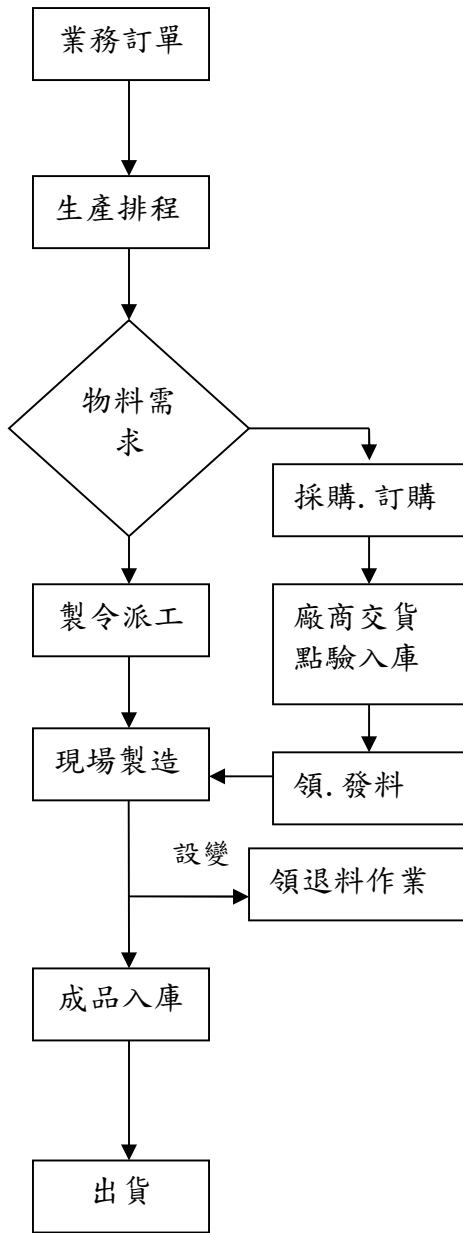 業務訂單
生產排程
物料需
求
採購.訂購
製令派工
廠商交貨
點驗入庫
現場製造
領.發料
設變
領退料作業
成品入庫
出貨